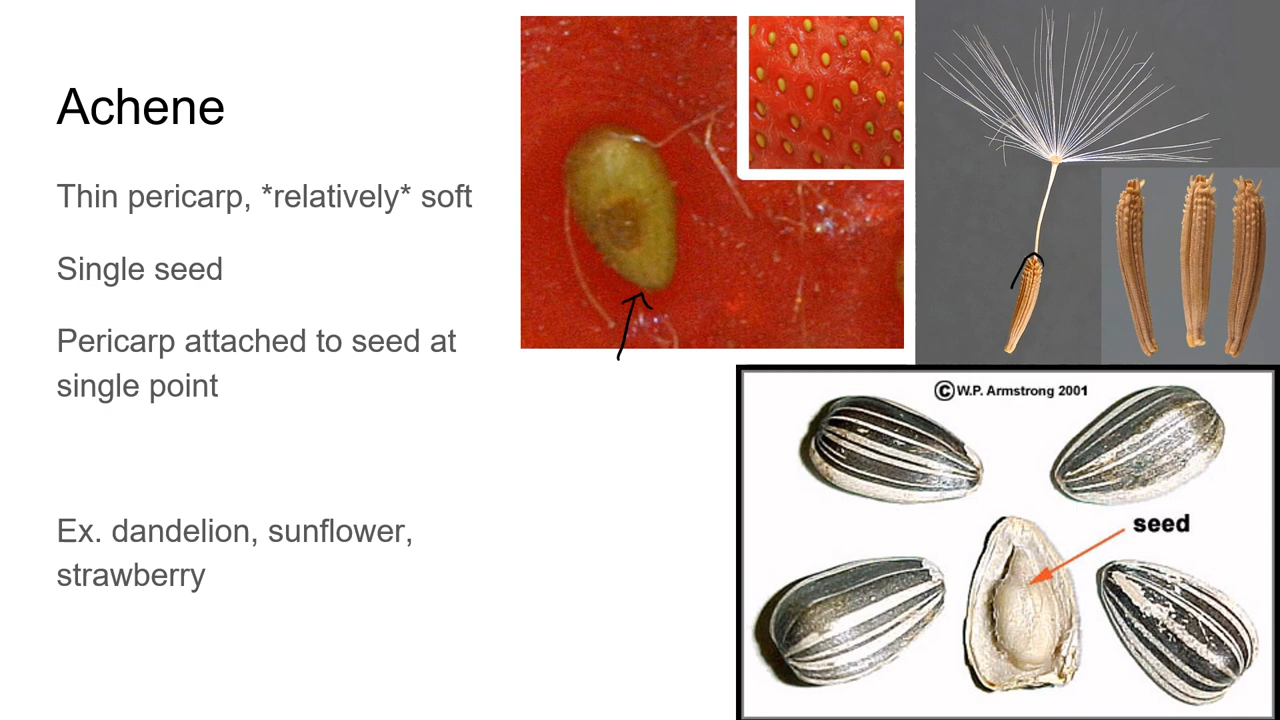 Achene
Thin pericarp, *relatively* soft
Single seed
Pericarp attached to seed at
single point
Ex. dandelion, sunflower,
strawberry
©W.P. Armstrong 2001
seed